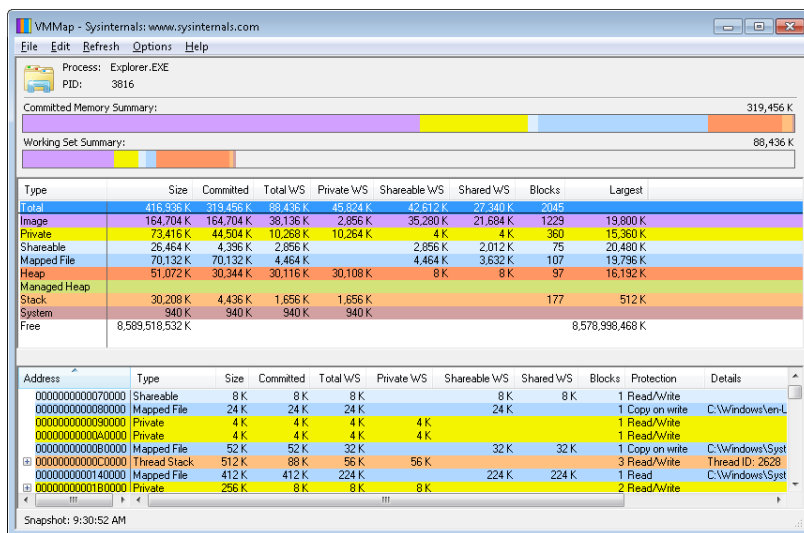 VMMap - Sysinternals: www.sysinternals.com
File Edit Refresh Options Help
Process: Explorer.EXE
PID: 3816
Committed Memory Summary: 319,456 K
Working Set Summary: 88,436 K
Type Size Committed Total WS Private WS Shareable WS Shared WS Blocks Largest
Total 416,936 K 319,456 K 88,436 K 45,824 K 42,612 K 27,340 K 2045
Image 164,704 K 164,704 K 38,136 K 2,856 K 35,280 K 21,684 K 1229 19,800 K
Private 73,416 K 44,504 K 10,268 K 10,264 K 4 K 4 K 360 15,360 K
Shareable 26,464 K 4,396 K 2,856 K 2,856 K 2,012 K 75 20,480 K
Mapped File 70,132 K 70,132 K 4,464 K 4,464 K 3,632 K 107 19,796 K
Heap 51,072 K 30,344 K 30,116 K 30,108 K 8 K 8 K 97 16,192 K
Managed Heap
Stack 30,208 K 4,436 K 1,656 K 1,656 K 177 512 K
System 940 K 940 K 940 K 940 K
Free 8,589,518,532 K 8,578,998,468 K
Address Type Size Committed Total WS Private WS Shareable WS Shared WS Blocks Protection Details
0000000000070000 Shareable 8 K 8 K 8 K 8 K 8 K 1 Read/Write
0000000000080000 Mapped File 24 K 24 K 24 K 24 K 1 Copy on write C:\Windows\en-U
0000000000090000 Private 4 K 4 K 4 K 4 K 1 Read/Write
00000000000A0000 Private 4 K 4 K 4 K 4 K 1 Read/Write
00000000000B0000 Mapped File 52 K 52 K 32 K 32 K 32 K 1 Copy on write C:\Windows\Syst
00000000000C0000 Thread Stack 512 K 88 K 56 K 56 K 3 Read/Write Thread ID: 2628
0000000000140000 Mapped File 412 K 412 K 224 K 224 K 224 K 1 Read C:\Windows\Syst
00000000001B0000 Private 256 K 8 K 8 K 8 K 2 Read/Write
Snapshot: 9:30:52 AM